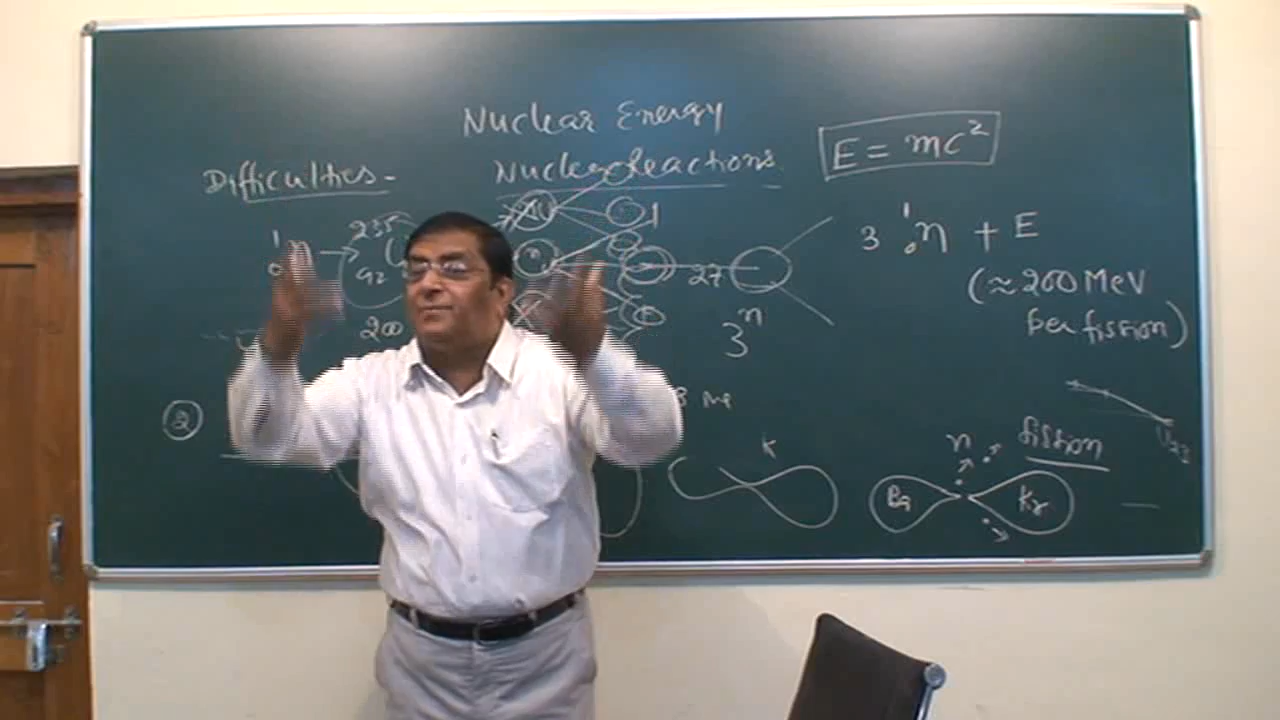 Nuclear Energy
Difficulties -
Nuclear Reactions
E = mc²
¹₀n → 235 92
3 ¹₀n + E
(≈ 200 MeV
per fission)
27
3ⁿ
200
2
K
n
fission
Ba
Kr